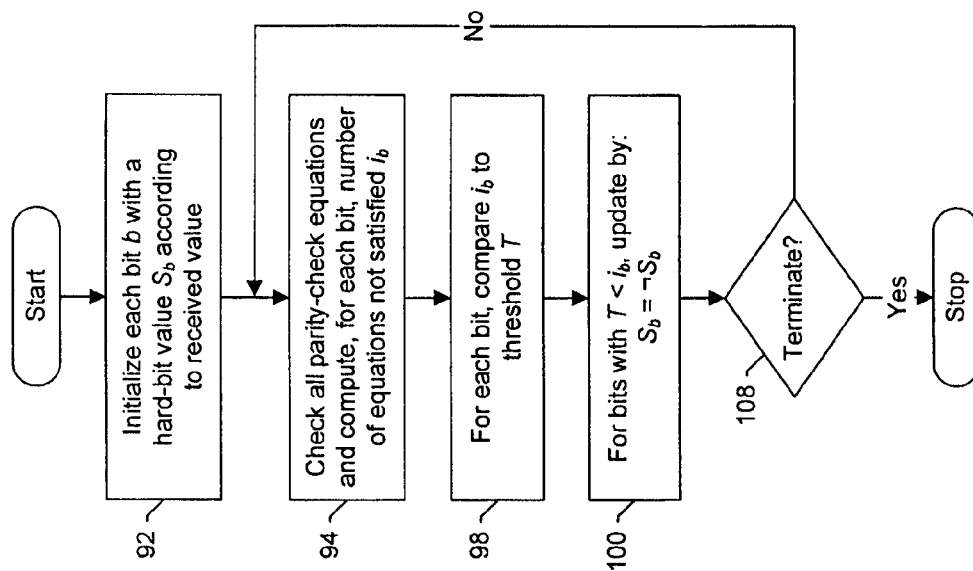 Start
Initialize each bit b with a
hard-bit value S_b according
to received value
92
Check all parity-check equations
and compute, for each bit, number
of equations not satisfied i_b
94
For each bit, compare i_b to
threshold T
98
For bits with T < i_b, update by:
S_b = ¬S_b
100
Terminate?
108
No
Yes
Stop